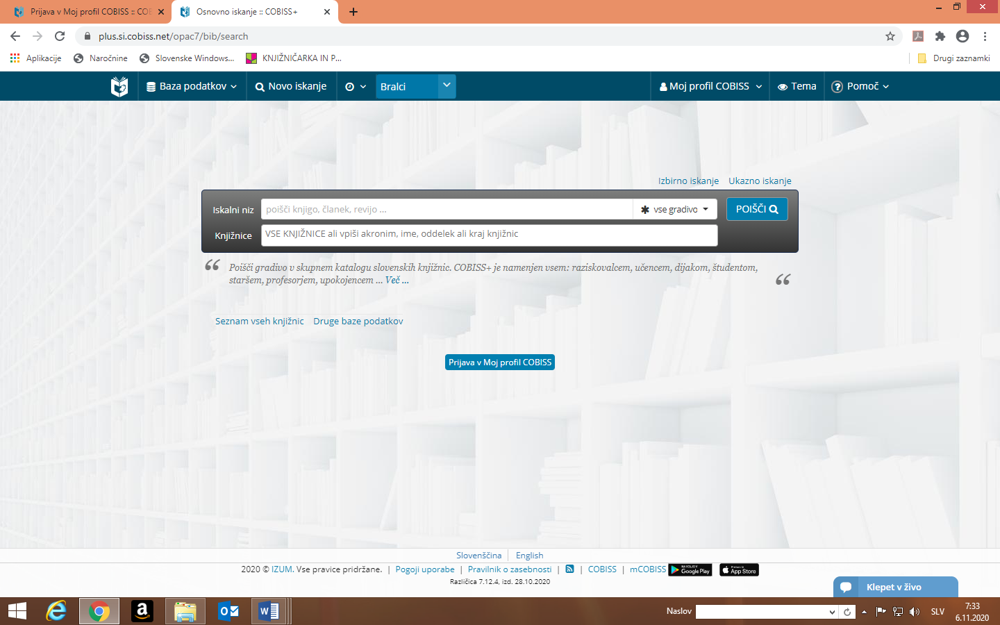 Prijava v Moj profil COBISS :: COB
Osnovno iskanje :: COBISS+
plus.si.cobiss.net/opac7/bib/search
Aplikacije Naročnine Slovenske Windows... KNJIŽNIČARKA IN P... Drugi zaznamki
Baza podatkov Novo iskanje Bralci Moj profil COBISS Tema Pomoč
Izbirno iskanje Ukazno iskanje
Iskalni niz poišči knjigo, članek, revijo ... vse gradivo POIŠČI
Knjižnice VSE KNJIŽNICE ali vpiši akronim, ime, oddelek ali kraj knjižnic
“ Poišči gradivo v skupnem katalogu slovenskih knjižnic. COBISS+ je namenjen vsem: raziskovalcem, učencem, dijakom, študentom,
staršem, profesorjem, upokojencem ... Več ... “
Seznam vseh knjižnic Druge baze podatkov
Prijava v Moj profil COBISS
Slovenščina English
2020 © IZUM. Vse pravice pridržane. | Pogoji uporabe | Pravilnik o zasebnosti | | COBISS | mCOBISS Google Play App Store
Različica 7.12.4, izd. 28.10.2020
Klepet v živo
Naslov SLV 7:33
6.11.2020